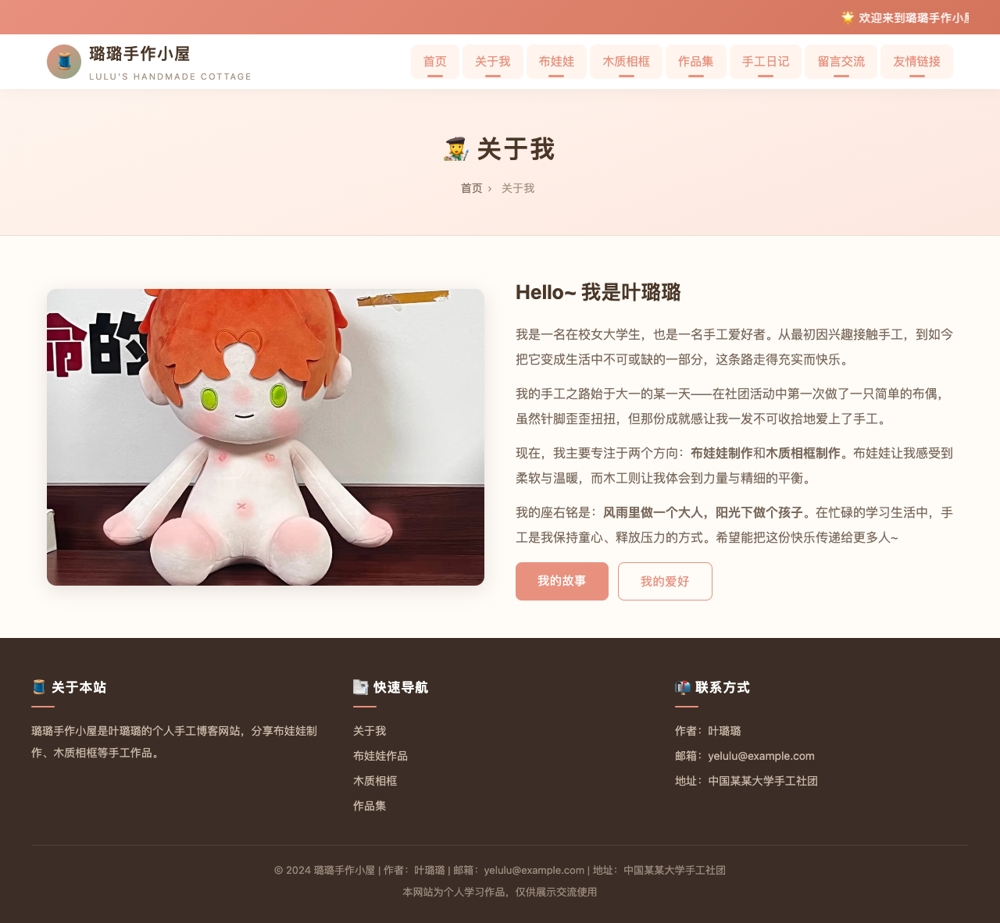 🌟 欢迎来到璐璐手作小
璐璐手作小屋
LULU'S HANDMADE COTTAGE
首页 关于我 布娃娃 木质相框 作品集 手工日记 留言交流 友情链接
关于我
首页 › 关于我
命的
Hello~ 我是叶璐璐
我是一名在校女大学生，也是一名手工爱好者。从最初因兴趣接触手工，到如今
把它变成生活中不可或缺的一部分，这条路走得充实而快乐。
我的手工之路始于大一的某一天——在社团活动中第一次做了一只简单的布偶，
虽然针脚歪歪扭扭，但那份成就感让我一发不可收拾地爱上了手工。
现在，我主要专注于两个方向：布娃娃制作和木质相框制作。布娃娃让我感受到
柔软与温暖，而木工则让我体会到力量与精细的平衡。
我的座右铭是：风雨里做一个大人，阳光下做个孩子。在忙碌的学习生活中，手
工是我保持童心、释放压力的方式。希望能把这份快乐传递给更多人~
我的故事 我的爱好
关于本站
璐璐手作小屋是叶璐璐的个人手工博客网站，分享布娃娃制
作、木质相框等手工作品。
快速导航
关于我
布娃娃作品
木质相框
作品集
联系方式
作者：叶璐璐
邮箱：yelulu@example.com
地址：中国某某大学手工社团
© 2024 璐璐手作小屋 | 作者：叶璐璐 | 邮箱：yelulu@example.com | 地址：中国某某大学手工社团
本网站为个人学习作品，仅供展示交流使用